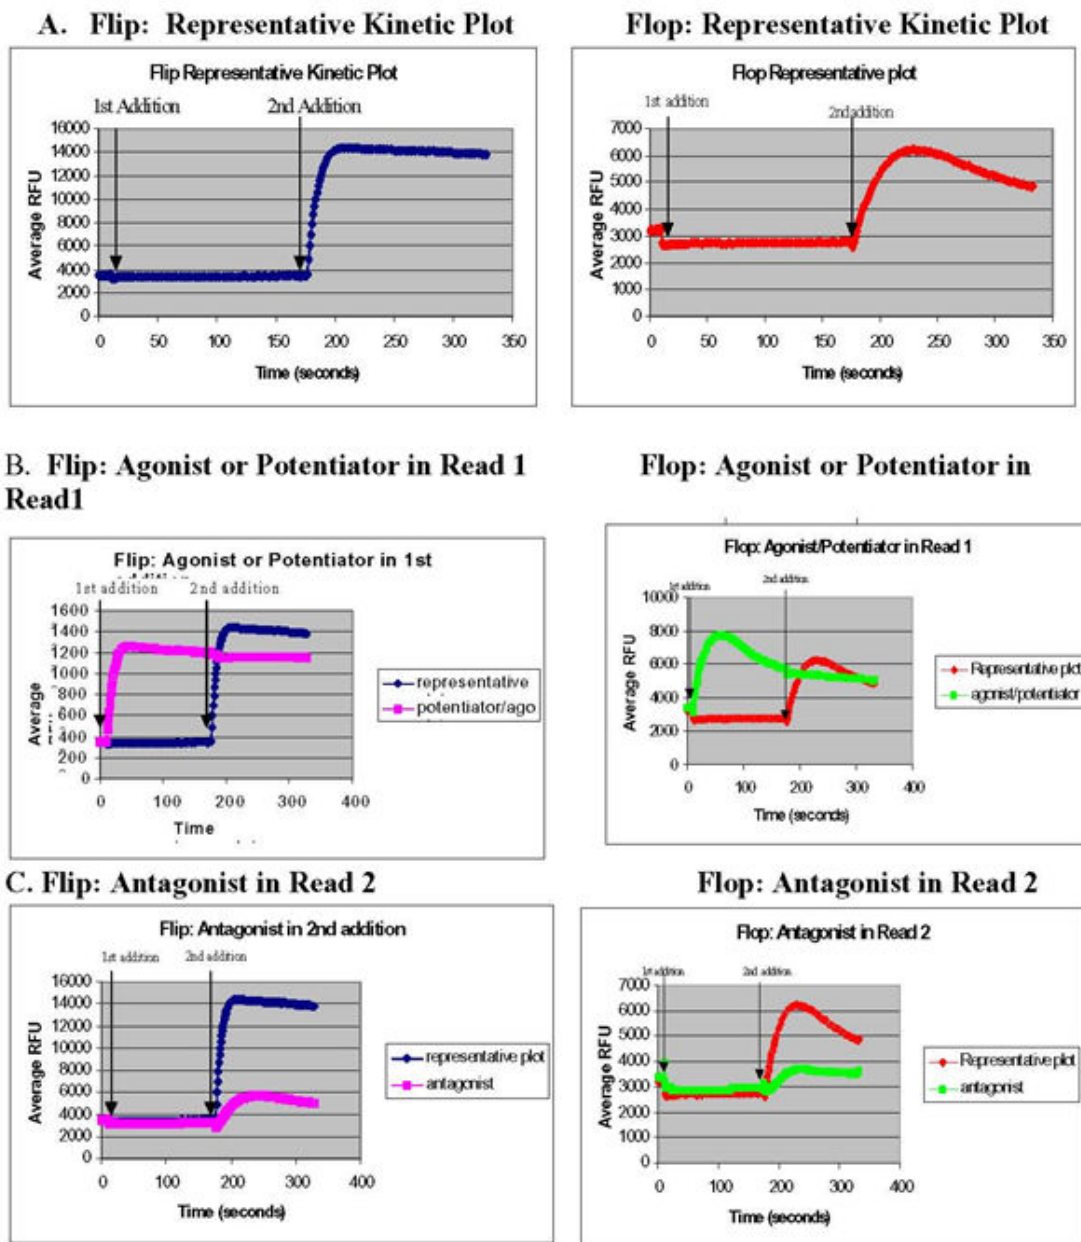 A. Flip: Representative Kinetic Plot
Flop: Representative Kinetic Plot
Flip Representative Kinetic Plot
1st Addition
2nd Addition
Average RFU
16000
14000
12000
10000
8000
6000
4000
2000
0
0 50 100 150 200 250 300 350
Time (seconds)
Flop Representative plot
1st addition
2nd addition
Average RFU
7000
6000
5000
4000
3000
2000
1000
0
0 50 100 150 200 250 300 350
Time (seconds)
B. Flip: Agonist or Potentiator in Read 1
Flop: Agonist or Potentiator in
Read1
Flip: Agonist or Potentiator in 1st
1st addition
2nd addition
Average
1600
1400
1200
1000
800
600
400
200
0
0 100 200 300 400
Time
representative
potentiator/ago
Flop: Agonist/Potentiator in Read 1
1st addition
2nd addition
Average RFU
10000
8000
6000
4000
2000
0
0 100 200 300 400
Time (seconds)
Representative plot
agonist/potentiator
C. Flip: Antagonist in Read 2
Flop: Antagonist in Read 2
Flip: Antagonist in 2nd addition
1st addition
2nd addition
Average RFU
16000
14000
12000
10000
8000
6000
4000
2000
0
0 100 200 300 400
Time (seconds)
representative plot
antagonist
Flop: Antagonist in Read 2
1st addition
2nd addition
Average RFU
7000
6000
5000
4000
3000
2000
1000
0
0 100 200 300 400
Time (seconds)
Representative plot
antagonist